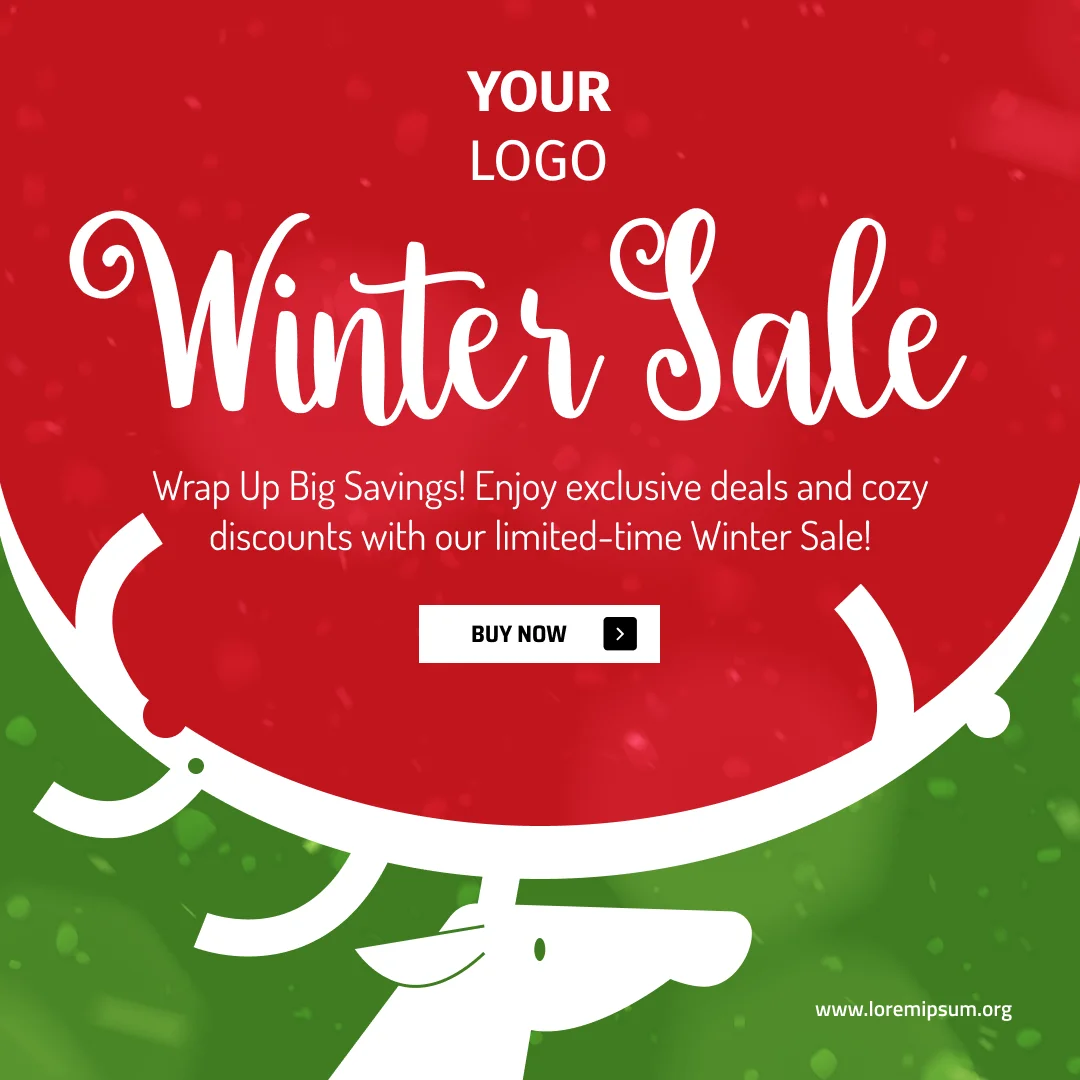 YOUR
LOGO
Winter Sale
Wrap Up Big Savings! Enjoy exclusive deals and cozy
discounts with our limited-time Winter Sale!
BUY NOW
www.loremipsum.org